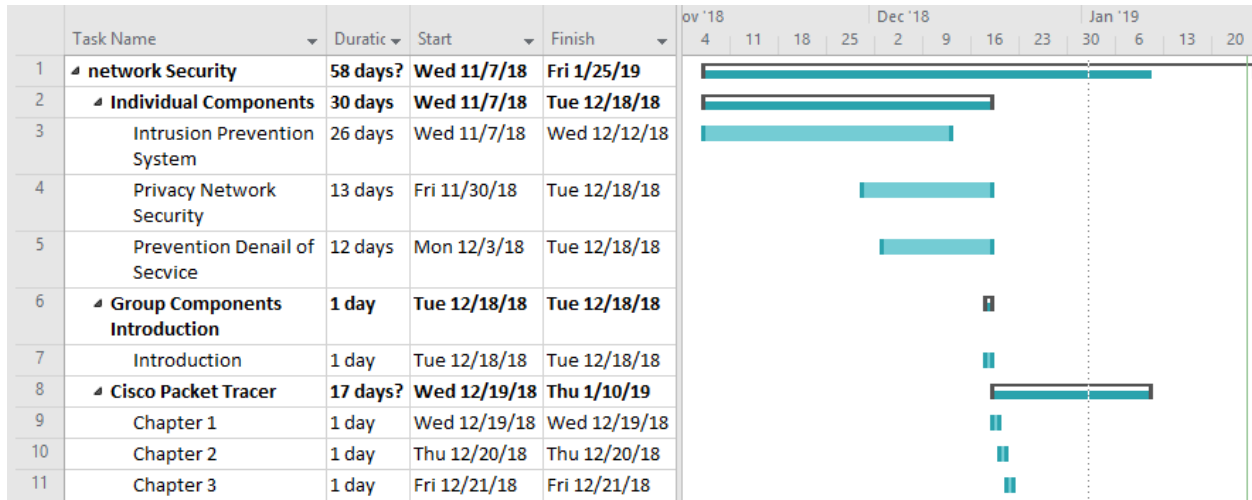 ov '18 Dec '18 Jan '19
Task Name Duratic Start Finish 4 11 18 25 2 9 16 23 30 6 13 20
1 network Security 58 days? Wed 11/7/18 Fri 1/25/19
2 Individual Components 30 days Wed 11/7/18 Tue 12/18/18
3 Intrusion Prevention 26 days Wed 11/7/18 Wed 12/12/18
System
4 Privacy Network 13 days Fri 11/30/18 Tue 12/18/18
Security
5 Prevention Denail of 12 days Mon 12/3/18 Tue 12/18/18
Secvice
6 Group Components 1 day Tue 12/18/18 Tue 12/18/18
Introduction
7 Introduction 1 day Tue 12/18/18 Tue 12/18/18
8 Cisco Packet Tracer 17 days? Wed 12/19/18 Thu 1/10/19
9 Chapter 1 1 day Wed 12/19/18 Wed 12/19/18
10 Chapter 2 1 day Thu 12/20/18 Thu 12/20/18
11 Chapter 3 1 day Fri 12/21/18 Fri 12/21/18